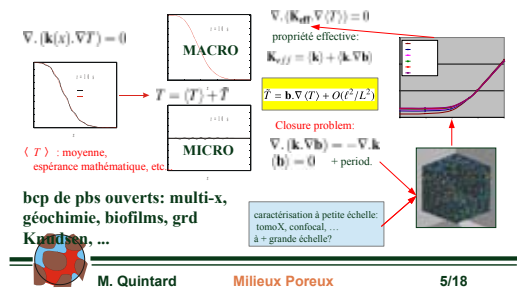 ∇. (k(x). ∇T) = 0
MACRO
T = ⟨T⟩ + T̃
MICRO
⟨ T ⟩ : moyenne,
espérance mathématique, etc.
bcp de pbs ouverts: multi-x,
géochimie, biofilms, grd
Knudsen, ...
∇. (K_eff. ∇⟨T⟩) = 0
propriété effective:
K_eff = ⟨k⟩ + ⟨k. ∇b⟩
T̃ = b. ∇ ⟨T⟩ + O(ℓ²/L²)
Closure problem:
∇. (k. ∇b) = −∇. k
⟨b⟩ = 0 + period.
caractérisation à petite échelle:
tomoX, confocal, …
à + grande échelle?
M. Quintard Milieux Poreux 5/18